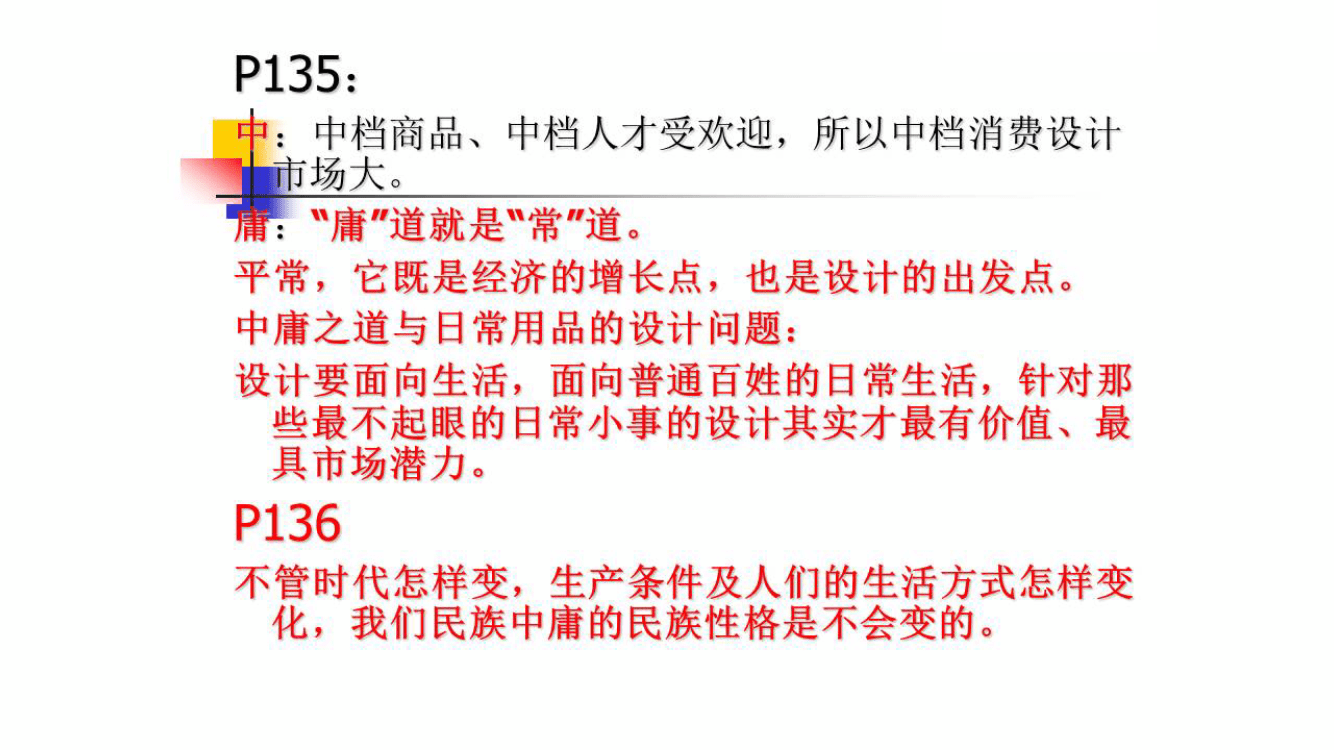 P135：
中：中档商品、中档人才受欢迎，所以中档消费设计
市场大。
庸：“庸”道就是“常”道。
平常，它既是经济的增长点，也是设计的出发点。
中庸之道与日常用品的设计问题：
设计要面向生活，面向普通百姓的日常生活，针对那
些最不起眼的日常小事的设计其实才最有价值、最
具市场潜力。
P136
不管时代怎样变，生产条件及人们的生活方式怎样变
化，我们民族中庸的民族性格是不会变的。